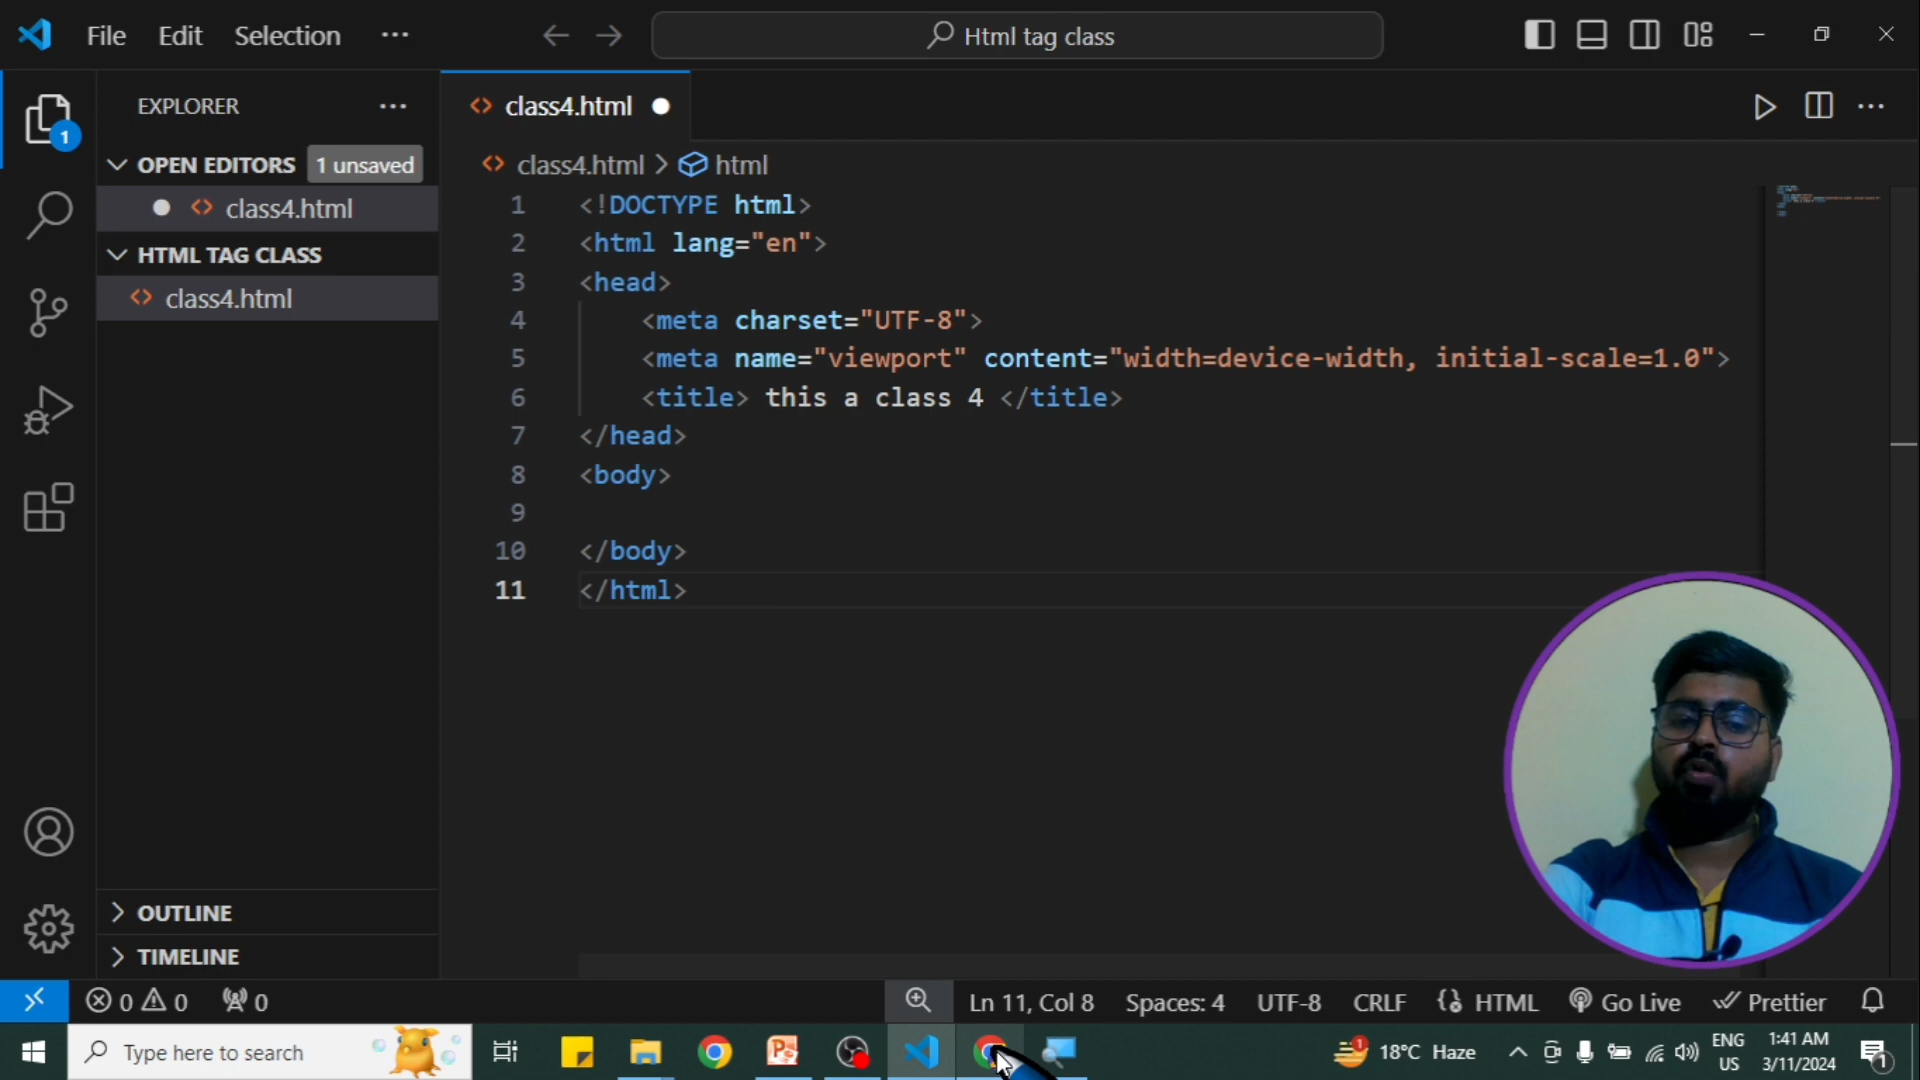 File Edit Selection ···
Html tag class
EXPLORER ···
1
OPEN EDITORS 1 unsaved
class4.html
HTML TAG CLASS
class4.html
OUTLINE
TIMELINE
class4.html
class4.html > html
1 <!DOCTYPE html>
2 <html lang="en">
3 <head>
4 <meta charset="UTF-8">
5 <meta name="viewport" content="width=device-width, initial-scale=1.0">
6 <title> this a class 4 </title>
7 </head>
8 <body>
9
10 </body>
11 </html>
0 0 0
Ln 11, Col 8 Spaces: 4 UTF-8 CRLF HTML Go Live Prettier
Type here to search
1 18°C Haze
ENG
US
1:41 AM
3/11/2024
1